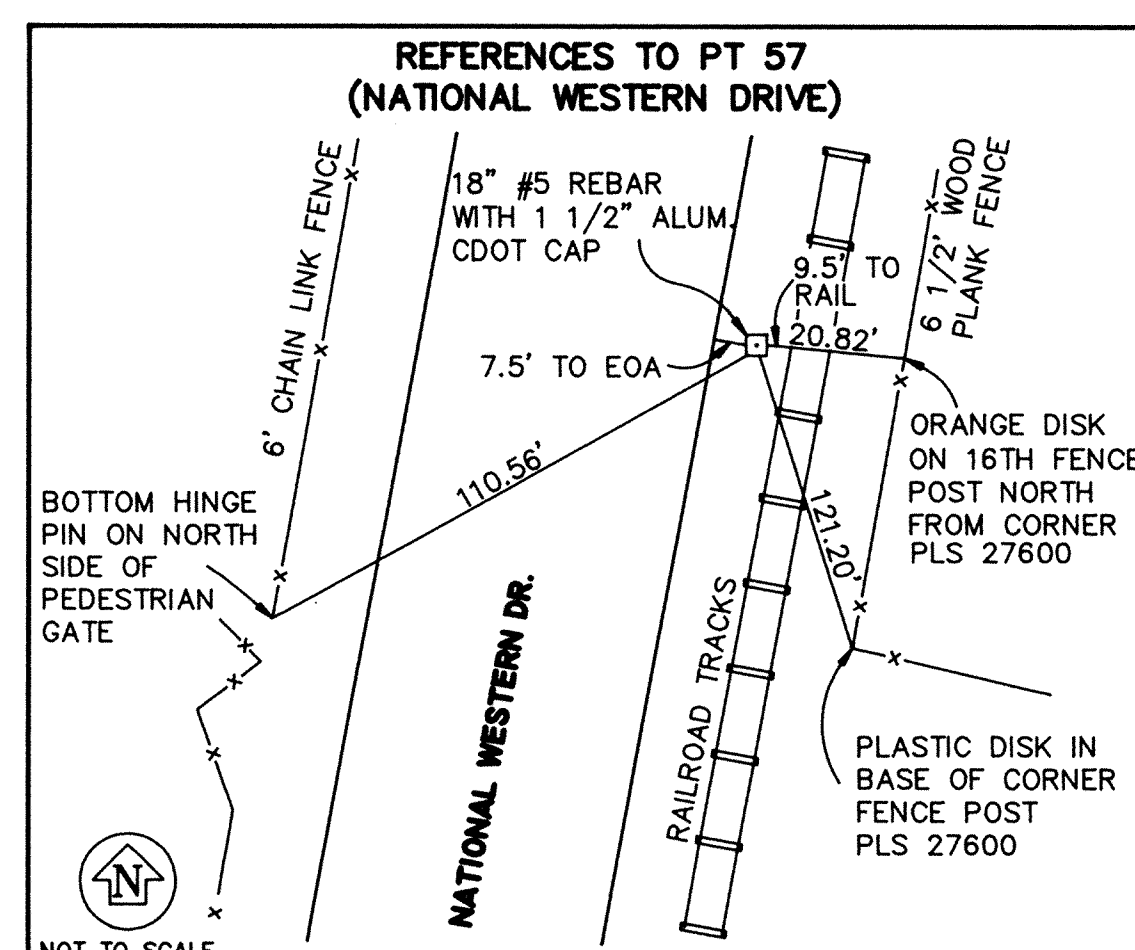 REFERENCES TO PT 57
(NATIONAL WESTERN DRIVE)
6' CHAIN LINK FENCE
18" #5 REBAR
WITH 1 1/2" ALUM.
CDOT CAP
9.5' TO
RAIL
20.82'
6 1/2' WOOD
PLANK FENCE
7.5' TO EOA
110.56'
121.20'
ORANGE DISK
ON 16TH FENCE
POST NORTH
FROM CORNER
PLS 27600
BOTTOM HINGE
PIN ON NORTH
SIDE OF
PEDESTRIAN
GATE
NATIONAL WESTERN DR.
RAILROAD TRACKS
PLASTIC DISK IN
BASE OF CORNER
FENCE POST
PLS 27600
N
NOT TO SCALE